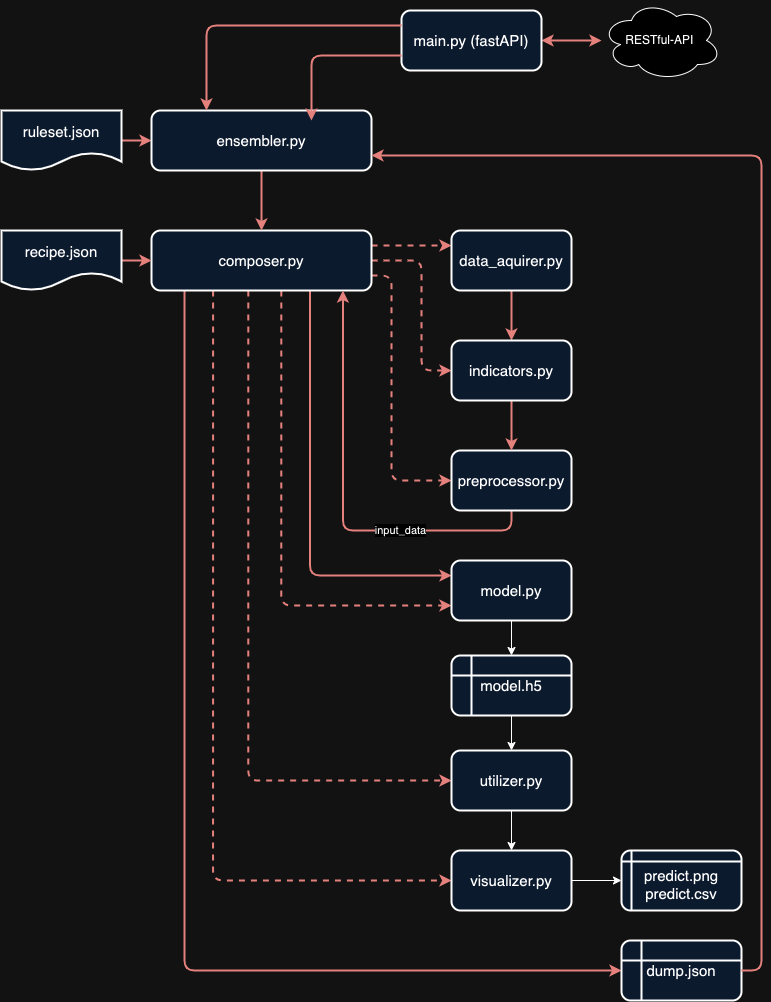 main.py (fastAPI)
RESTful-API
ruleset.json
ensembler.py
recipe.json
composer.py
data_aquirer.py
indicators.py
preprocessor.py
input_data
model.py
model.h5
utilizer.py
visualizer.py
predict.png
predict.csv
dump.json